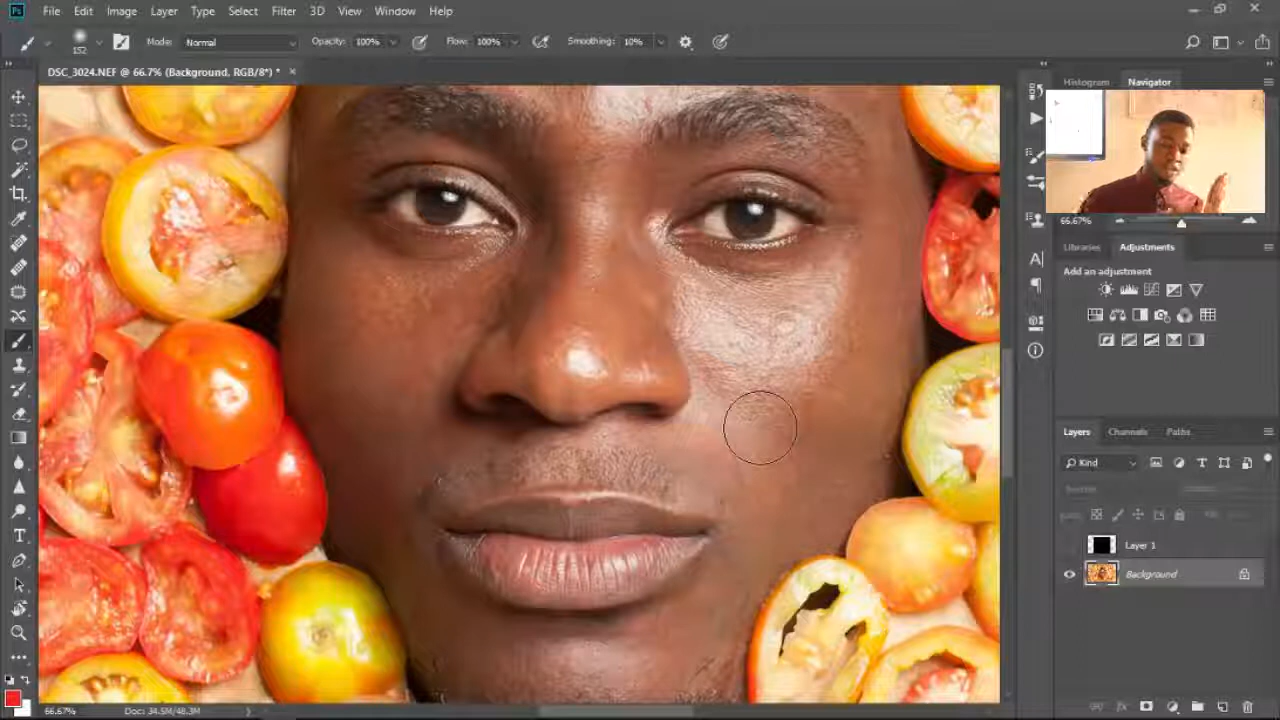 Ps File Edit Image Layer Type Select Filter 3D View Window Help
152 Mode: Normal Opacity: 100% Flow: 100% Smoothing: 10%
DSC_3024.NEF @ 66.7% (Background, RGB/8*) *
Histogram Navigator
66.67%
Libraries Adjustments
Add an adjustment
Layers Channels Paths
Kind
Layer 1
Background
66.67% Doc: 34.5M/48.3M